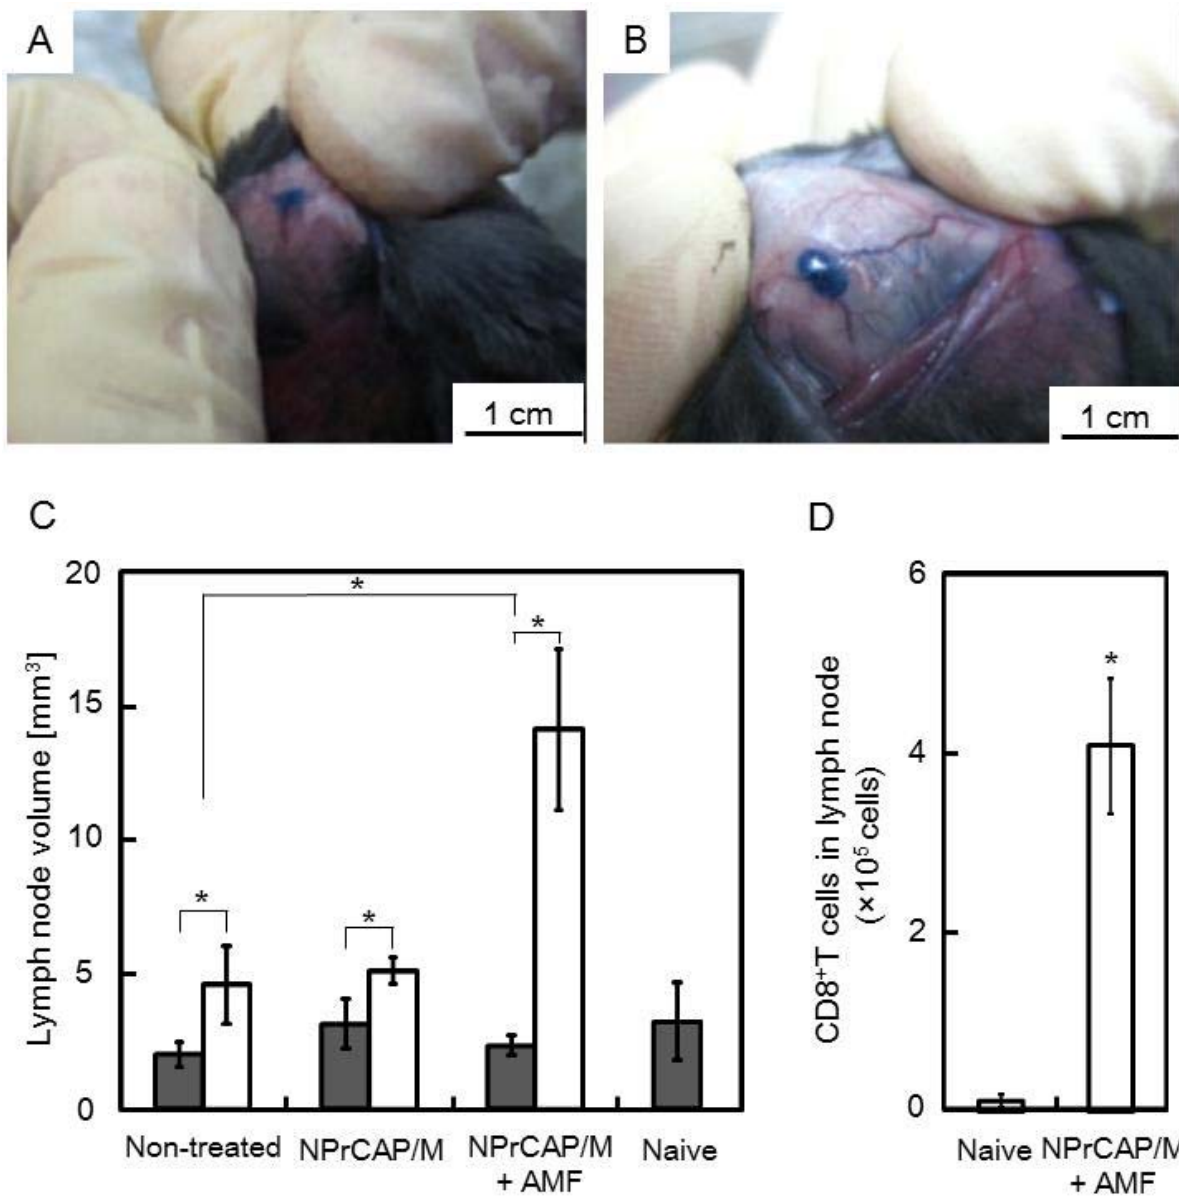 A
B
1 cm
1 cm
C
D
Lymph node volume [mm³]
20
15
10
5
0
*
*
*
*
Non-treated
NPrCAP/M
NPrCAP/M
+ AMF
Naive
CD8⁺T cells in lymph node
(×10⁵ cells)
6
4
2
0
*
Naive
NPrCAP/M
+ AMF